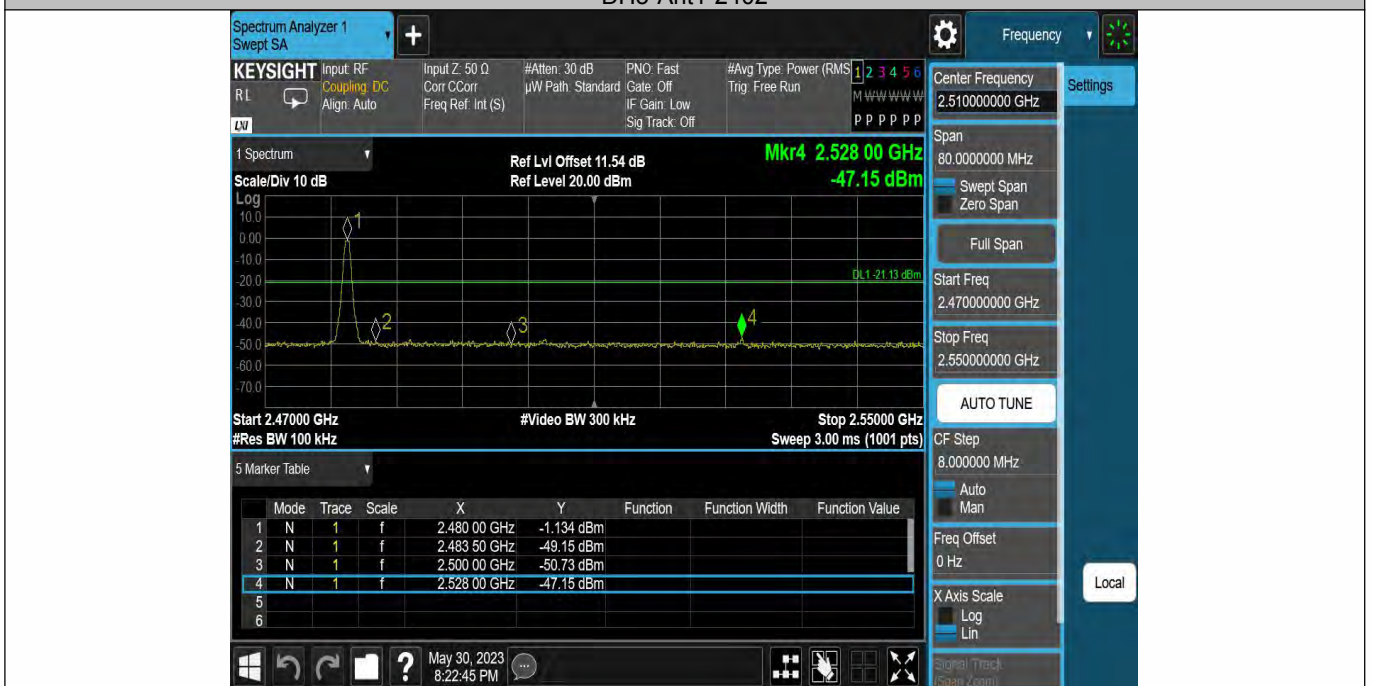 Spectrum Analyzer 1
Swept SA
Frequency
KEYSIGHT
RL
LXI
Input: RF
Coupling: DC
Align: Auto
Input Z: 50 Ω
Corr CCorr
Freq Ref: Int (S)
#Atten: 30 dB
µW Path: Standard
PNO: Fast
Gate: Off
IF Gain: Low
Sig Track: Off
#Avg Type: Power (RMS
Trig: Free Run
1 2 3 4 5 6
M W W W W W
P P P P P P
Center Frequency
2.510000000 GHz
Settings
Span
80.0000000 MHz
Swept Span
Zero Span
Full Span
Start Freq
2.470000000 GHz
Stop Freq
2.550000000 GHz
AUTO TUNE
CF Step
8.000000 MHz
Auto
Man
Freq Offset
0 Hz
X Axis Scale
Log
Lin
Signal Track
(Span Zoom)
Local
1 Spectrum
Scale/Div 10 dB
Ref Lvl Offset 11.54 dB
Ref Level 20.00 dBm
Mkr4 2.528 00 GHz
-47.15 dBm
Log
10.0
0.00
-10.0
-20.0
-30.0
-40.0
-50.0
-60.0
-70.0
1
2
3
4
DL1 -21.13 dBm
Start 2.47000 GHz
#Video BW 300 kHz
Stop 2.55000 GHz
#Res BW 100 kHz
Sweep 3.00 ms (1001 pts)
5 Marker Table
Mode Trace Scale X Y Function Function Width Function Value
1 N 1 f 2.480 00 GHz -1.134 dBm
2 N 1 f 2.483 50 GHz -49.15 dBm
3 N 1 f 2.500 00 GHz -50.73 dBm
4 N 1 f 2.528 00 GHz -47.15 dBm
5
6
?
May 30, 2023
8:22:45 PM